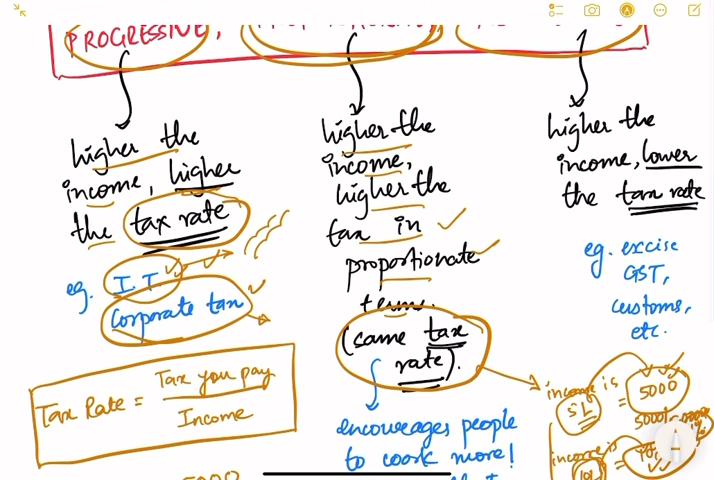 PROGRESSIVE,
higher the
income, higher
the tax rate
eg. I.T.
Corporate tax
Tax Rate = Tax you pay
Income
higher the
income,
higher the
tax in
proportionate
terms.
(same tax
rate).
encourages people
to work more!
higher the
income, lower
the tax rate
eg. excise
GST,
customs,
etc.
income is
5L = 5000
income is
10L =